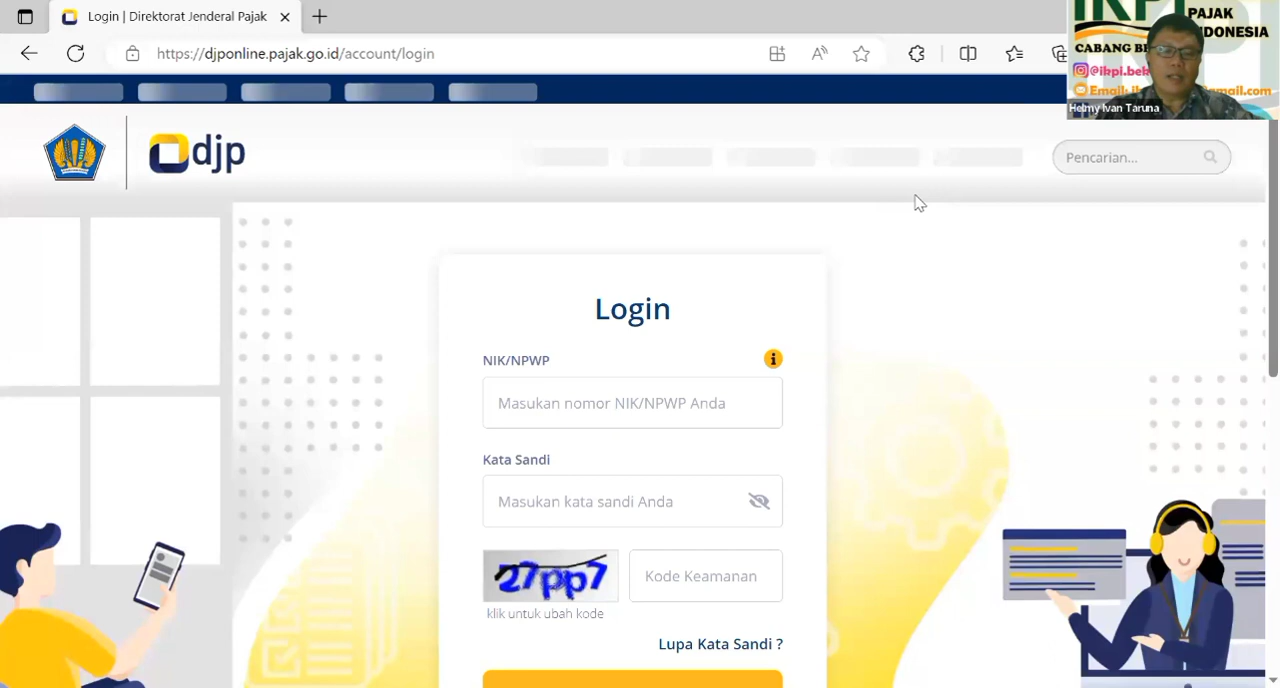 Login | Direktorat Jenderal Pajak
https://djponline.pajak.go.id/account/login
PAJAK
CABANG
@ikpi.bek
Email:
gmail.com
Helmy Ivan Taruna
djp
Pencarian...
Login
NIK/NPWP
Masukan nomor NIK/NPWP Anda
Kata Sandi
Masukan kata sandi Anda
27pp7
Kode Keamanan
klik untuk ubah kode
Lupa Kata Sandi ?